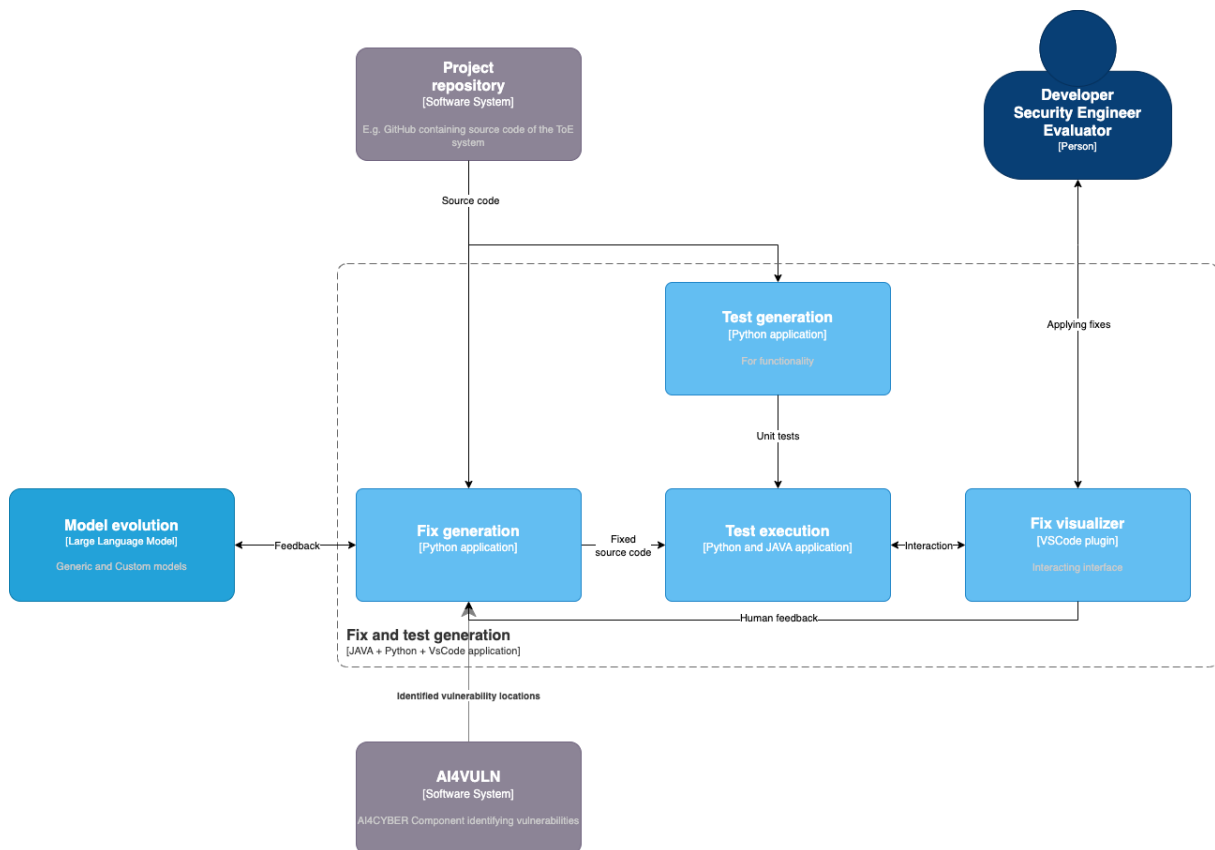 Project
repository
[Software System]
E.g. GitHub containing source code of the ToE
system
Developer
Security Engineer
Evaluator
[Person]
Source code
Test generation
[Python application]
For functionality
Applying fixes
Unit tests
Model evolution
[Large Language Model]
Generic and Custom models
Feedback
Fix generation
[Python application]
Fixed
source code
Test execution
[Python and JAVA application]
Interaction
Fix visualizer
[VSCode plugin]
Interacting interface
Human feedback
Fix and test generation
[JAVA + Python + VsCode application]
Identified vulnerability locations
AI4VULN
[Software System]
AI4CYBER Component identifying vulnerabilities